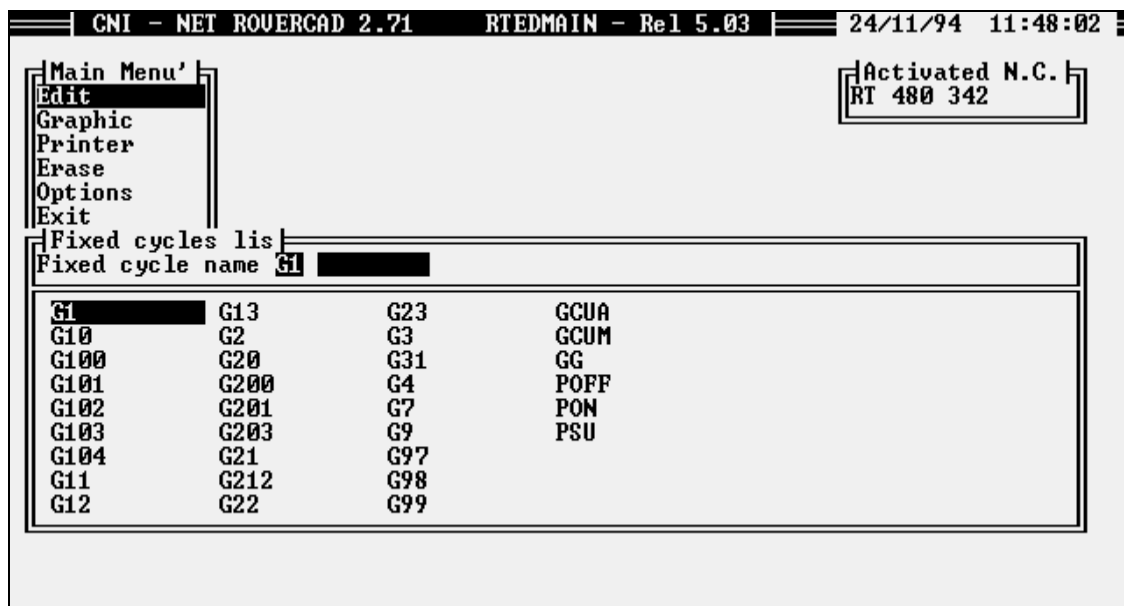 CNI - NET ROVERCAD 2.71 RTEDMAIN - Rel 5.03 24/11/94 11:48:02
Main Menu' Activated N.C.
Edit RT 480 342
Graphic
Printer
Erase
Options
Exit
Fixed cycles lis
Fixed cycle name G1
G1 G13 G23 GCUA
G10 G2 G3 GCUM
G100 G20 G31 GG
G101 G200 G4 POFF
G102 G201 G7 PON
G103 G203 G9 PSU
G104 G21 G97
G11 G212 G98
G12 G22 G99